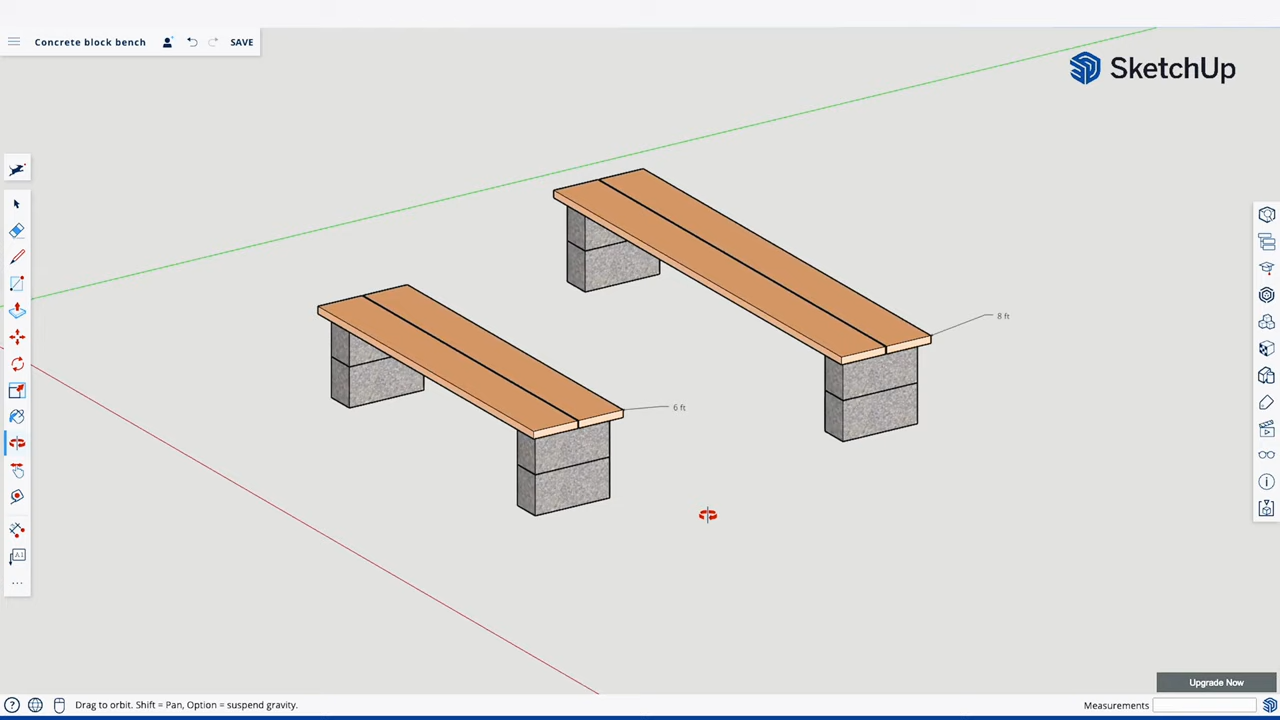 Concrete block bench
SAVE
SketchUp
8 ft
6 ft
A1
Upgrade Now
Drag to orbit. Shift = Pan, Option = suspend gravity.
Measurements